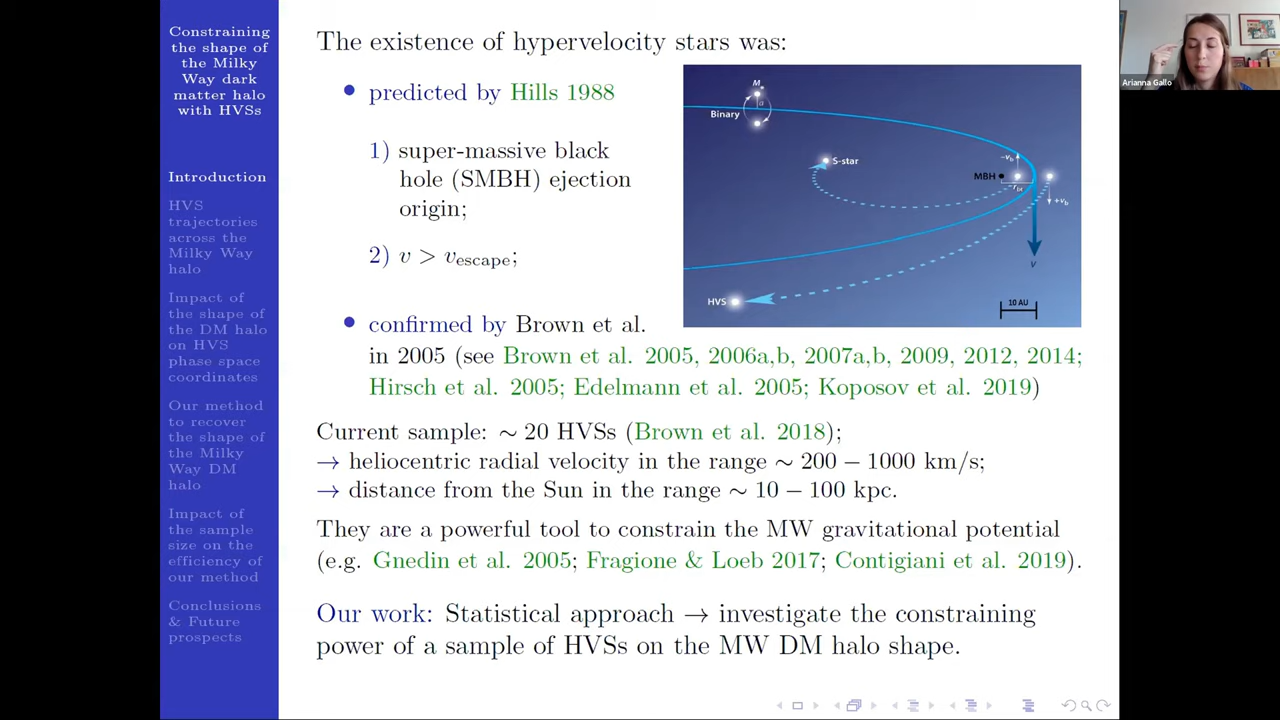 Constraining
the shape of
the Milky
Way dark
matter halo
with HVSs
Introduction
HVS
trajectories
across the
Milky Way
halo
Impact of
the shape of
the DM halo
on HVS
phase space
coordinates
Our method
to recover
the shape of
the Milky
Way DM
halo
Impact of
the sample
size on the
efficiency of
our method
Conclusions
& Future
prospects
The existence of hypervelocity stars was:
• predicted by Hills 1988
1) super-massive black
hole (SMBH) ejection
origin;
2) v > v_escape;
• confirmed by Brown et al.
in 2005 (see Brown et al. 2005, 2006a,b, 2007a,b, 2009, 2012, 2014;
Hirsch et al. 2005; Edelmann et al. 2005; Koposov et al. 2019)
Current sample: ∼ 20 HVSs (Brown et al. 2018);
→ heliocentric radial velocity in the range ∼ 200 − 1000 km/s;
→ distance from the Sun in the range ∼ 10 − 100 kpc.
They are a powerful tool to constrain the MW gravitational potential
(e.g. Gnedin et al. 2005; Fragione & Loeb 2017; Contigiani et al. 2019).
Our work: Statistical approach → investigate the constraining
power of a sample of HVSs on the MW DM halo shape.
Binary
a
S-star
MBH
−v_b
+v_b
v
HVS
10 AU
Arianna Gallo